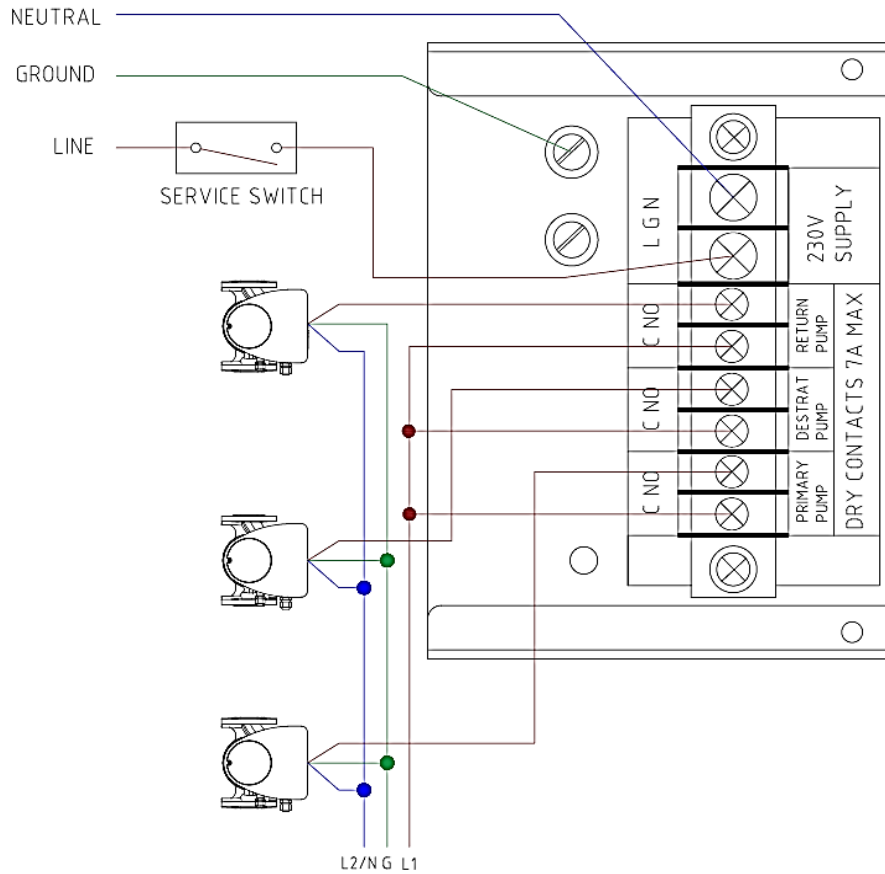 NEUTRAL
GROUND
LINE
SERVICE SWITCH
L G N
230V
SUPPLY
C NO
RETURN
PUMP
C NO
DESTRAT
PUMP
C NO
PRIMARY
PUMP
DRY CONTACTS 7A MAX
L2/N G L1